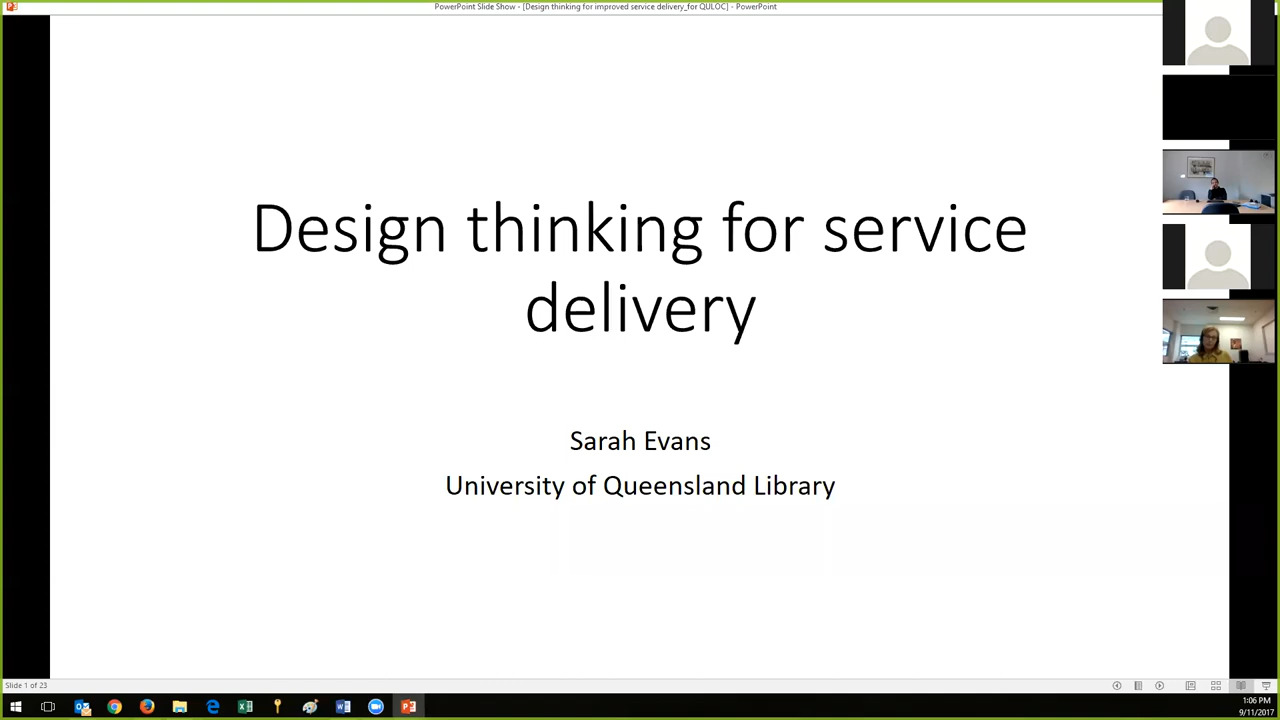 PowerPoint Slide Show - [Design thinking for improved service delivery_for QULOC] - PowerPoint
Design thinking for service
delivery
Sarah Evans
University of Queensland Library
Slide 1 of 23
1:06 PM
9/11/2017